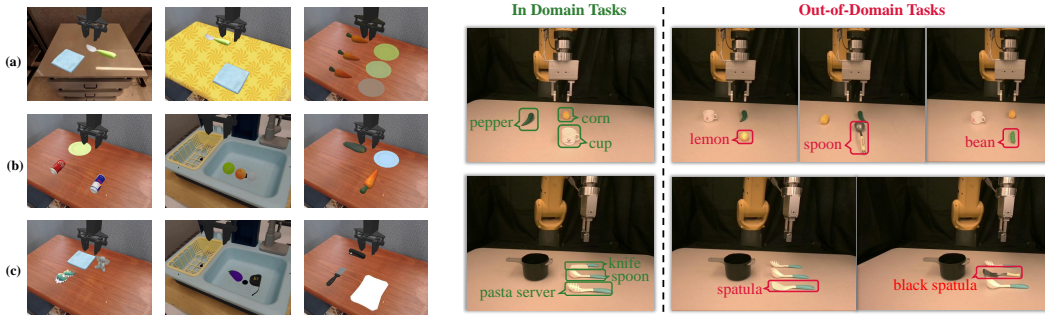 (a)
(b)
(c)
In Domain Tasks
Out-of-Domain Tasks
pepper
corn
cup
lemon
spoon
bean
knife
spoon
pasta server
spatula
black spatula